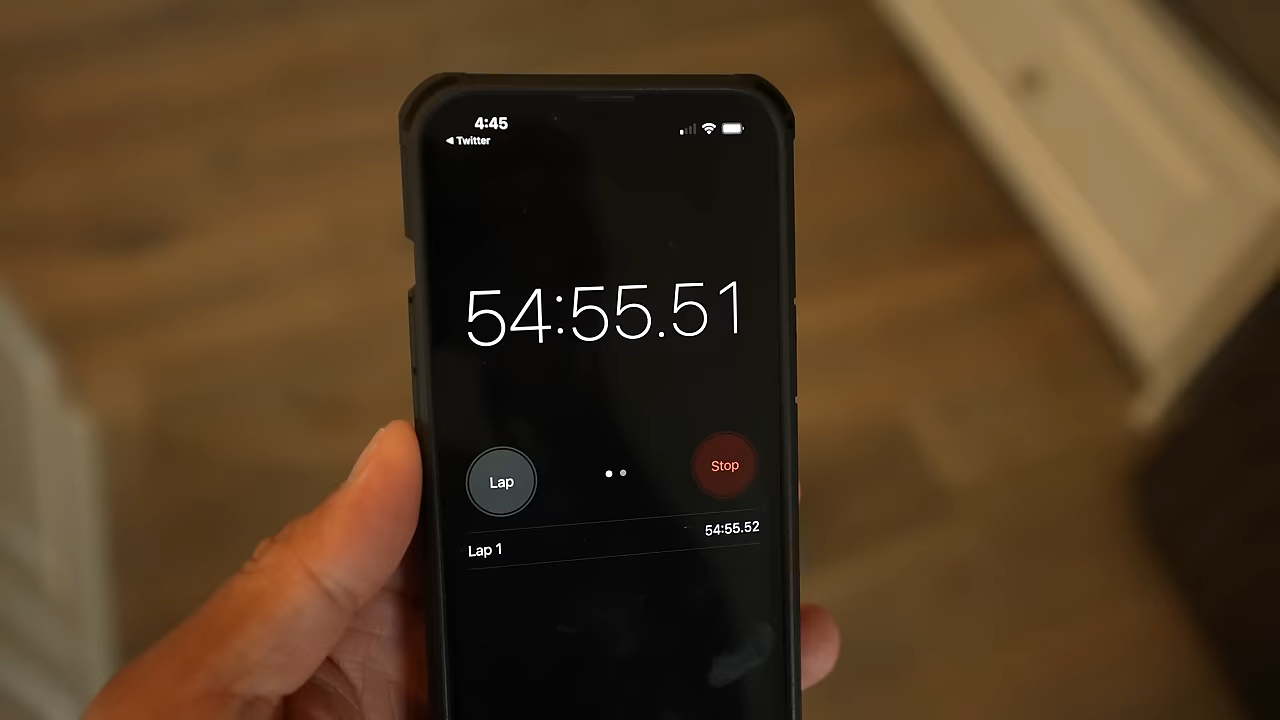 4:45
◀ Twitter
54:55.51
Lap
Stop
Lap 1 54:55.52